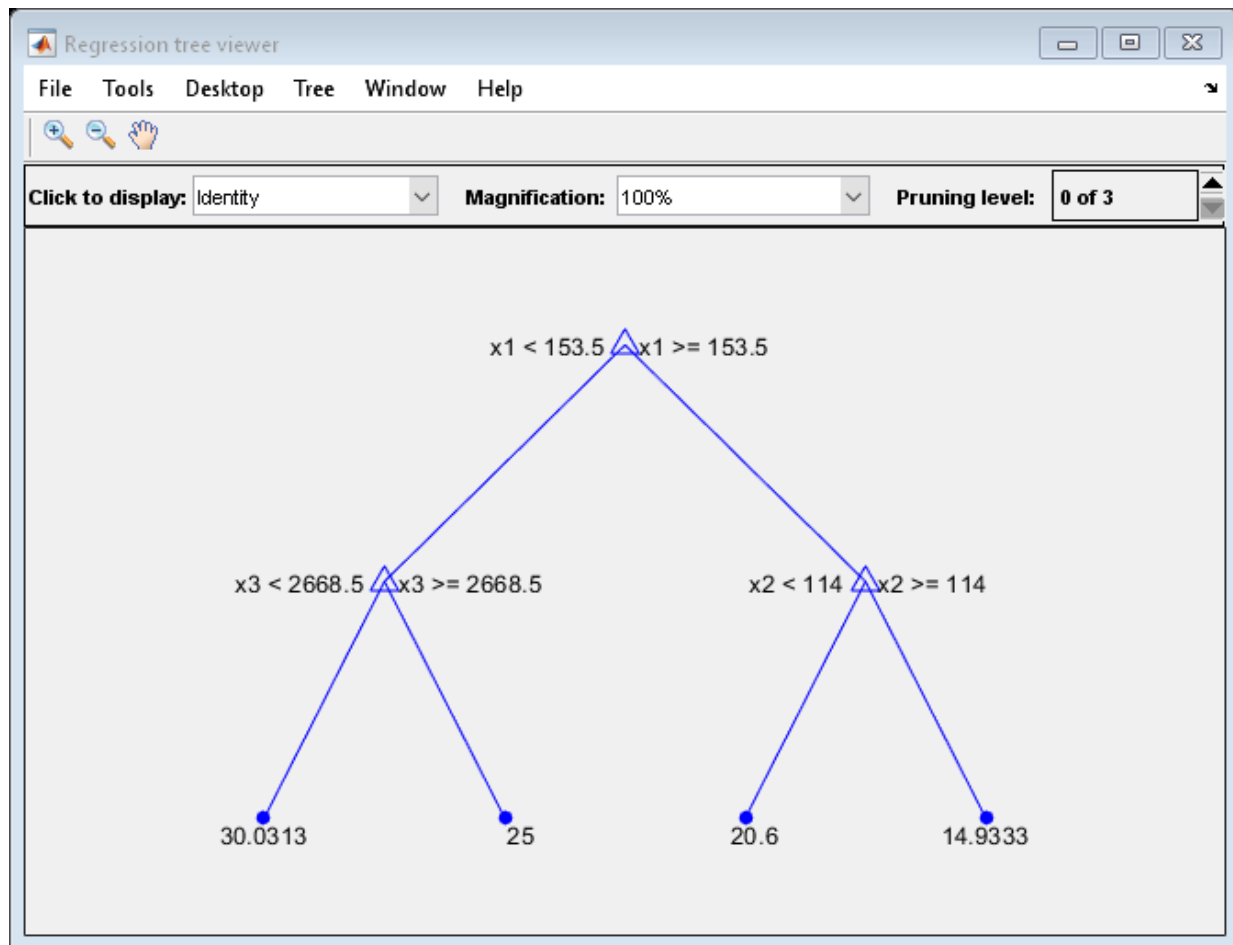 Regression tree viewer
File Tools Desktop Tree Window Help
Click to display: Identity Magnification: 100% Pruning level: 0 of 3
x1 < 153.5 x1 >= 153.5
x3 < 2668.5 x3 >= 2668.5 x2 < 114 x2 >= 114
30.0313 25 20.6 14.9333